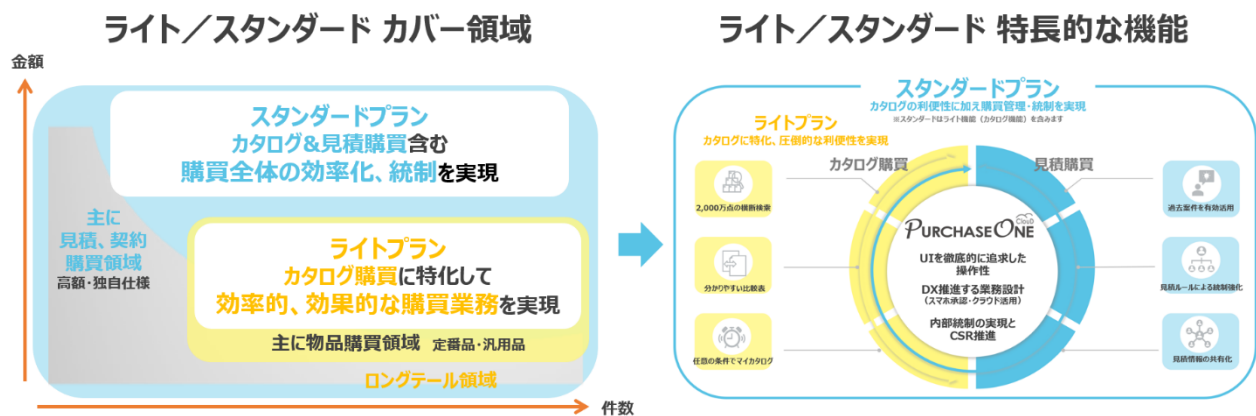 ライト／スタンダード カバー領域
金額
スタンダードプラン
カタログ&見積購買含む
購買全体の効率化、統制を実現
主に
見積、契約
購買領域
高額・独自仕様
ライトプラン
カタログ購買に特化して
効率的、効果的な購買業務を実現
主に物品購買領域 定番品・汎用品
ロングテール領域
件数
ライト／スタンダード 特長的な機能
スタンダードプラン
カタログの利便性に加え購買管理・統制を実現
※スタンダードはライト機能（カタログ機能）を含みます
ライトプラン
カタログに特化、圧倒的な利便性を実現
カタログ購買
見積購買
2,000万点の横断検索
分かりやすい比較表
任意の条件でマイカタログ
PURCHASE ONE CLOUD
UIを徹底的に追求した
操作性
DX推進する業務設計
（スマホ承認・クラウド活用）
内部統制の実現と
CSR推進
過去案件を有効活用
見積ルールによる統制強化
見積情報の共有化